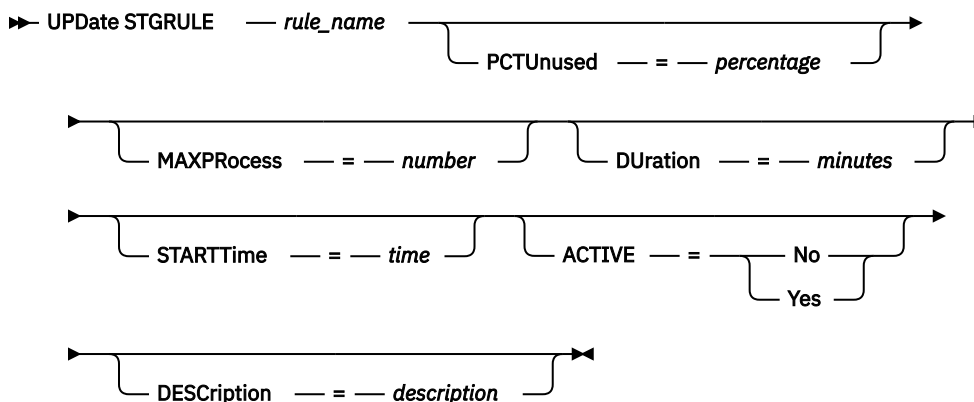 UPDate STGRULE — rule_name
PCTUnused — = — percentage
MAXPRocess — = — number
DUration — = — minutes
STARTTime — = — time
ACTIVE — = — No
Yes
DESCription — = — description